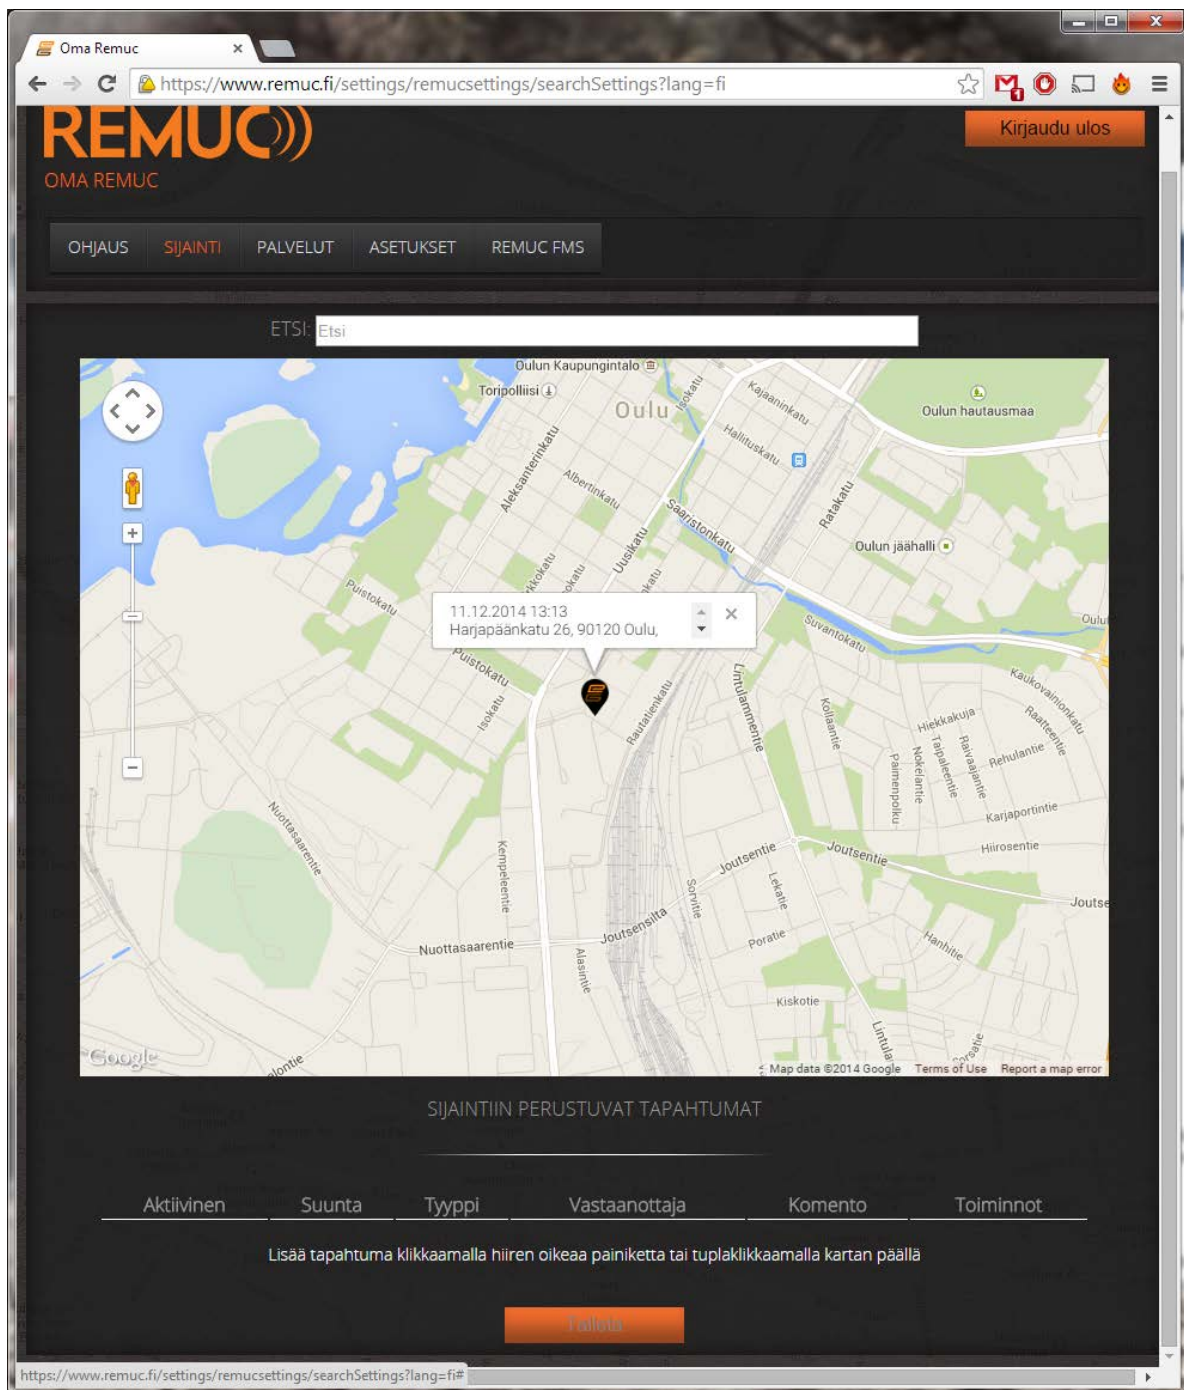 Oma Remuc
https://www.remuc.fi/settings/remucsettings/searchSettings?lang=fi
REMUC
Kirjaudu ulos
OMA REMUC
OHJAUS SIJAINTI PALVELUT ASETUKSET REMUC FMS
ETSI: Etsi
Oulun Kaupungintalo
Toripolliisi
Oulu
Isokatu
Kajaaninkatu
Oulun hautausmaa
Hallituskatu
Aleksanterinkatu
Albertinkatu
Saaristonkatu
Ratakatu
Uusikatu
Oulun jäähalli
Puistokatu
11.12.2014 13:13
Harjapäänkatu 26, 90120 Oulu,
Suvantokatu
Puistokatu
Isokatu
Rautatienkatu
Lintulammentie
Kollaantie
Kaukovainionkatu
Raatteentie
Hiekkakuja
Rehulantie
Raivaajantie
Taipaleentie
Nokelantie
Paimenpolku
Karjaportintie
Hiirosentie
Nuottasaarentie
Kempeleentie
Joutsentie
Joutsentie
Lekatie
Sorvitie
Joutse
Joutsensilta
Nuottasaarentie
Poratie
Hanhitie
Alasintie
Kiskotie
Lintula
Google
Map data ©2014 Google Terms of Use Report a map error
SIJAINTIIN PERUSTUVAT TAPAHTUMAT
Aktiivinen Suunta Tyyppi Vastaanottaja Komento Toiminnot
Lisää tapahtuma klikkaamalla hiiren oikeaa painiketta tai tuplaklikkaamalla kartan päällä
Talleta
https://www.remuc.fi/settings/remucsettings/searchSettings?lang=fi#